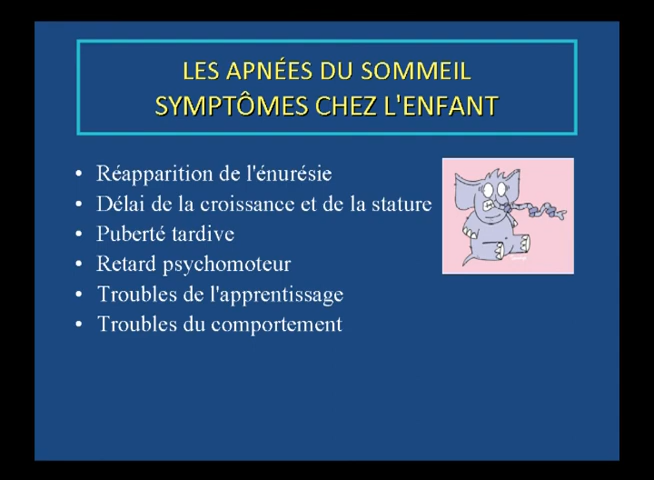 LES APNÉES DU SOMMEIL
SYMPTÔMES CHEZ L'ENFANT
• Réapparition de l'énurésie
• Délai de la croissance et de la stature
• Puberté tardive
• Retard psychomoteur
• Troubles de l'apprentissage
• Troubles du comportement